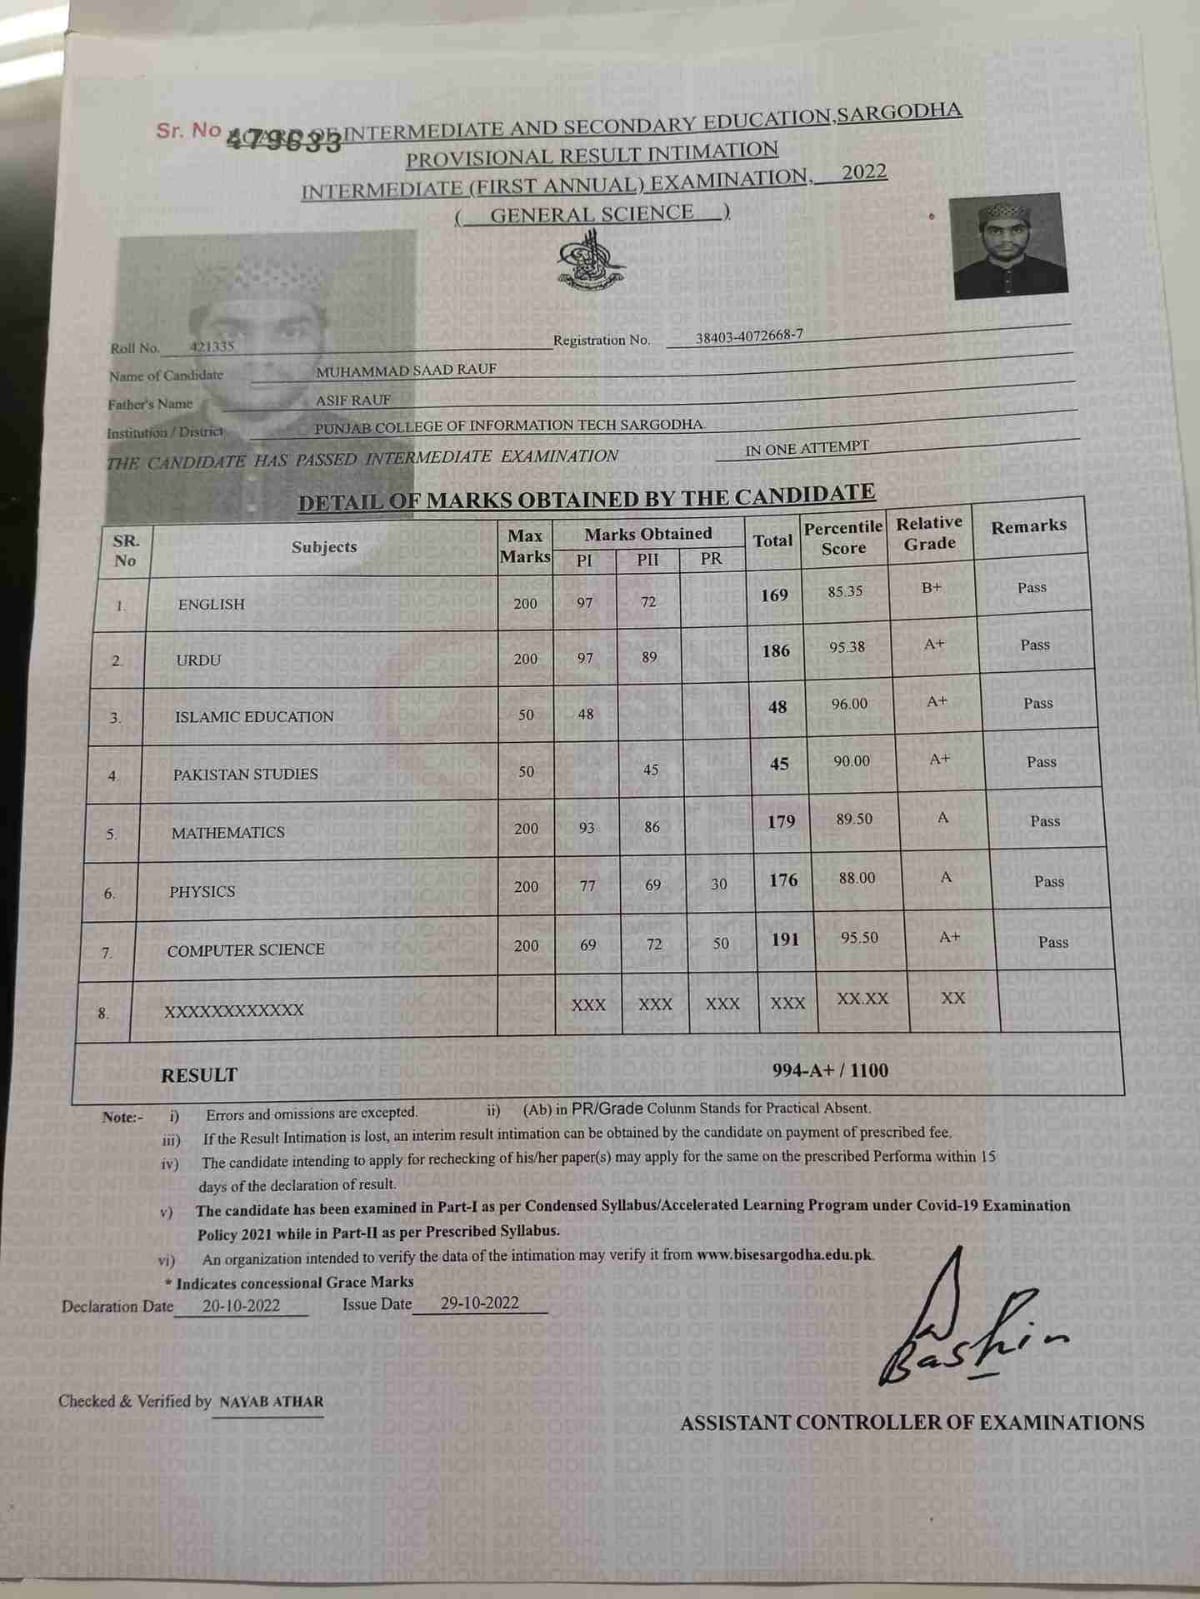 Sr. No 479633
BOARD OF INTERMEDIATE AND SECONDARY EDUCATION,SARGODHA
PROVISIONAL RESULT INTIMATION
INTERMEDIATE (FIRST ANNUAL) EXAMINATION, 2022
( GENERAL SCIENCE )
Roll No. 421335 Registration No. 38403-4072668-7
Name of Candidate MUHAMMAD SAAD RAUF
Father's Name ASIF RAUF
Institution / District PUNJAB COLLEGE OF INFORMATION TECH SARGODHA
THE CANDIDATE HAS PASSED INTERMEDIATE EXAMINATION IN ONE ATTEMPT
DETAIL OF MARKS OBTAINED BY THE CANDIDATE
SR. No Subjects Max Marks Marks Obtained Total Percentile Score Relative Grade Remarks
PI PII PR
1. ENGLISH 200 97 72 169 85.35 B+ Pass
2. URDU 200 97 89 186 95.38 A+ Pass
3. ISLAMIC EDUCATION 50 48 48 96.00 A+ Pass
4. PAKISTAN STUDIES 50 45 45 90.00 A+ Pass
5. MATHEMATICS 200 93 86 179 89.50 A Pass
6. PHYSICS 200 77 69 30 176 88.00 A Pass
7. COMPUTER SCIENCE 200 69 72 50 191 95.50 A+ Pass
8. XXXXXXXXXXXX XXX XXX XXX XXX XX.XX XX
RESULT 994-A+ / 1100
Note:- i) Errors and omissions are excepted. ii) (Ab) in PR/Grade Colunm Stands for Practical Absent.
iii) If the Result Intimation is lost, an interim result intimation can be obtained by the candidate on payment of prescribed fee.
iv) The candidate intending to apply for rechecking of his/her paper(s) may apply for the same on the prescribed Performa within 15
days of the declaration of result.
v) The candidate has been examined in Part-I as per Condensed Syllabus/Accelerated Learning Program under Covid-19 Examination
Policy 2021 while in Part-II as per Prescribed Syllabus.
vi) An organization intended to verify the data of the intimation may verify it from www.bisesargodha.edu.pk.
* Indicates concessional Grace Marks
Declaration Date 20-10-2022 Issue Date 29-10-2022
Checked & Verified by NAYAB ATHAR
ASSISTANT CONTROLLER OF EXAMINATIONS